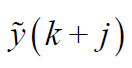 ỹ(k + j)